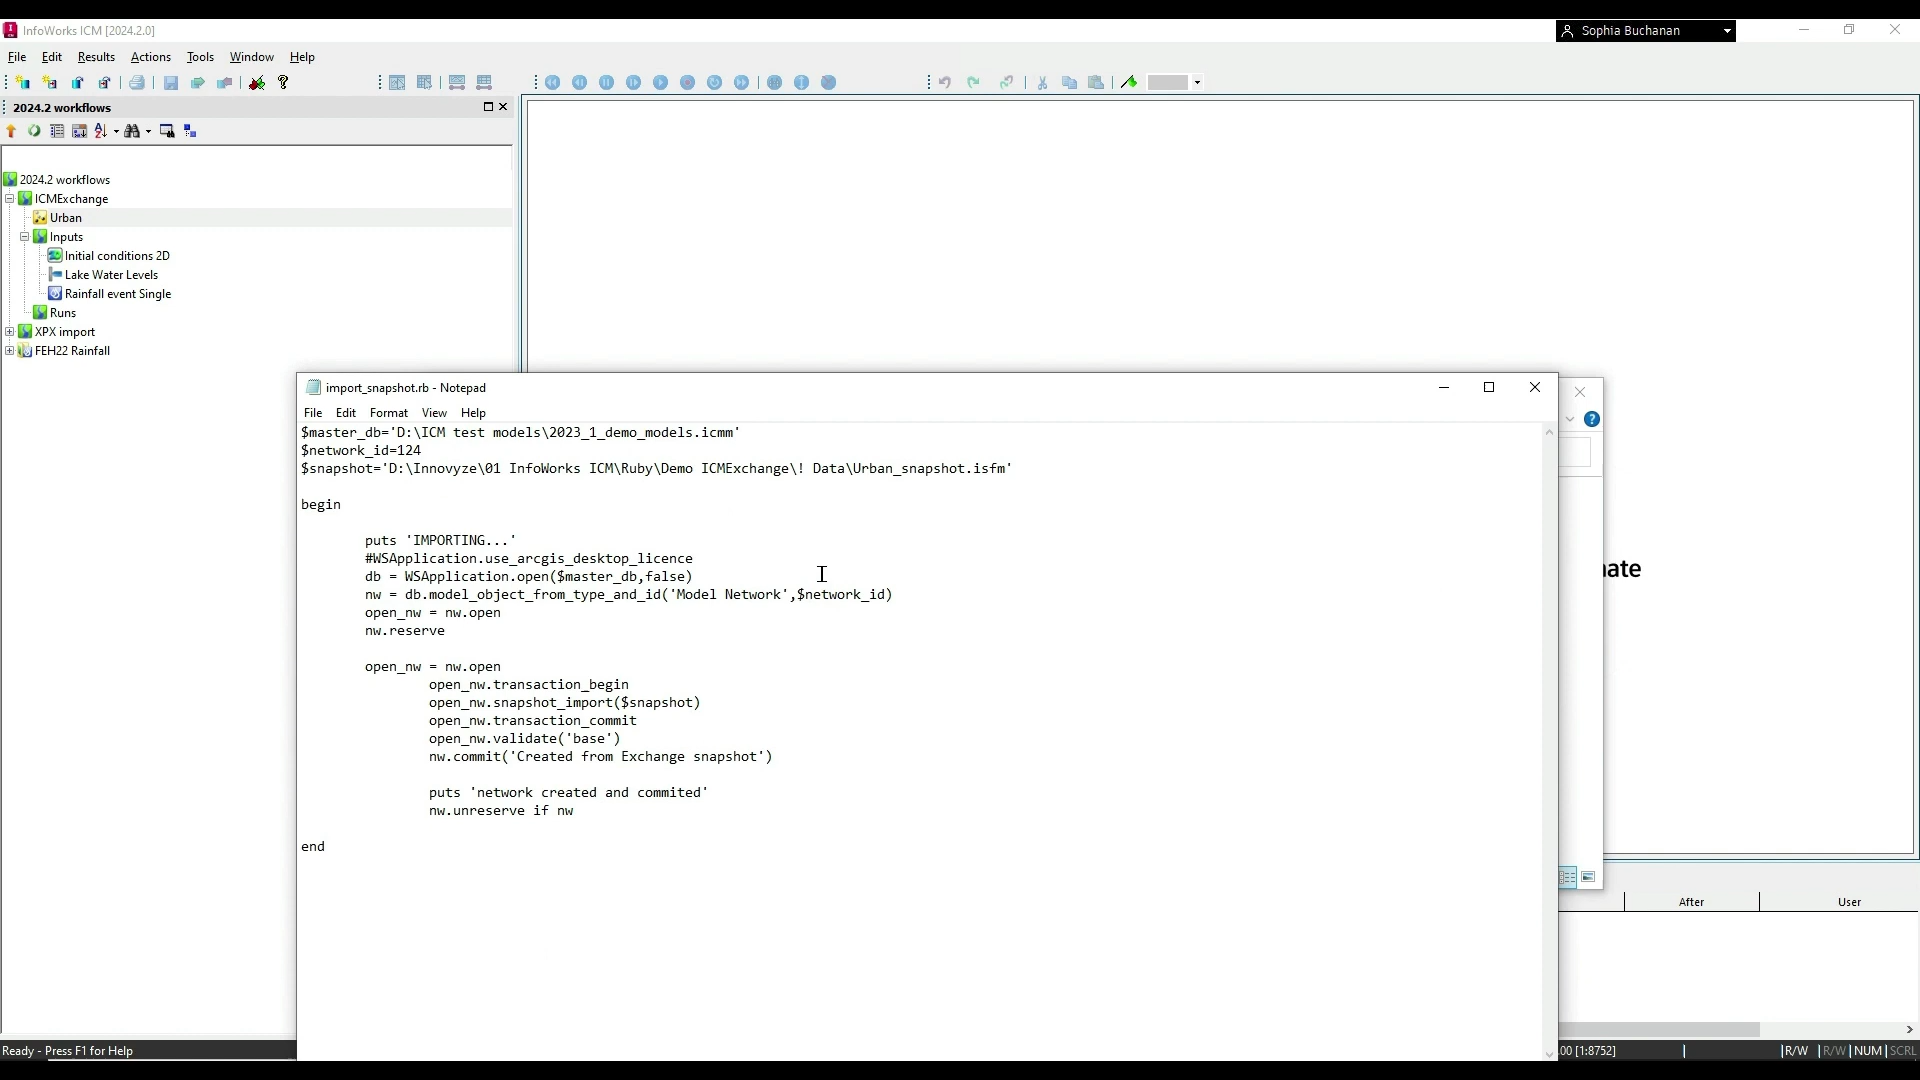 InfoWorks ICM [2024.2.0]
Sophia Buchanan
File Edit Results Actions Tools Window Help
2024.2 workflows
2024.2 workflows
ICMExchange
Urban
Inputs
Initial conditions 2D
Lake Water Levels
Rainfall event Single
Runs
XPX import
FEH22 Rainfall
import_snapshot.rb - Notepad
File Edit Format View Help
$master_db='D:\ICM test models\2023_1_demo_models.icmm'
$network_id=124
$snapshot='D:\Innovyze\01 InfoWorks ICM\Ruby\Demo ICMExchange\! Data\Urban_snapshot.isfm'
begin
puts 'IMPORTING...'
#WSApplication.use_arcgis_desktop_licence
db = WSApplication.open($master_db,false)
nw = db.model_object_from_type_and_id('Model Network',$network_id)
open_nw = nw.open
nw.reserve
open_nw = nw.open
open_nw.transaction_begin
open_nw.snapshot_import($snapshot)
open_nw.transaction_commit
open_nw.validate('base')
nw.commit('Created from Exchange snapshot')
puts 'network created and commited'
nw.unreserve if nw
end
After User
Ready - Press F1 for Help
.00 [1:8752] R/W R/W NUM SCRL